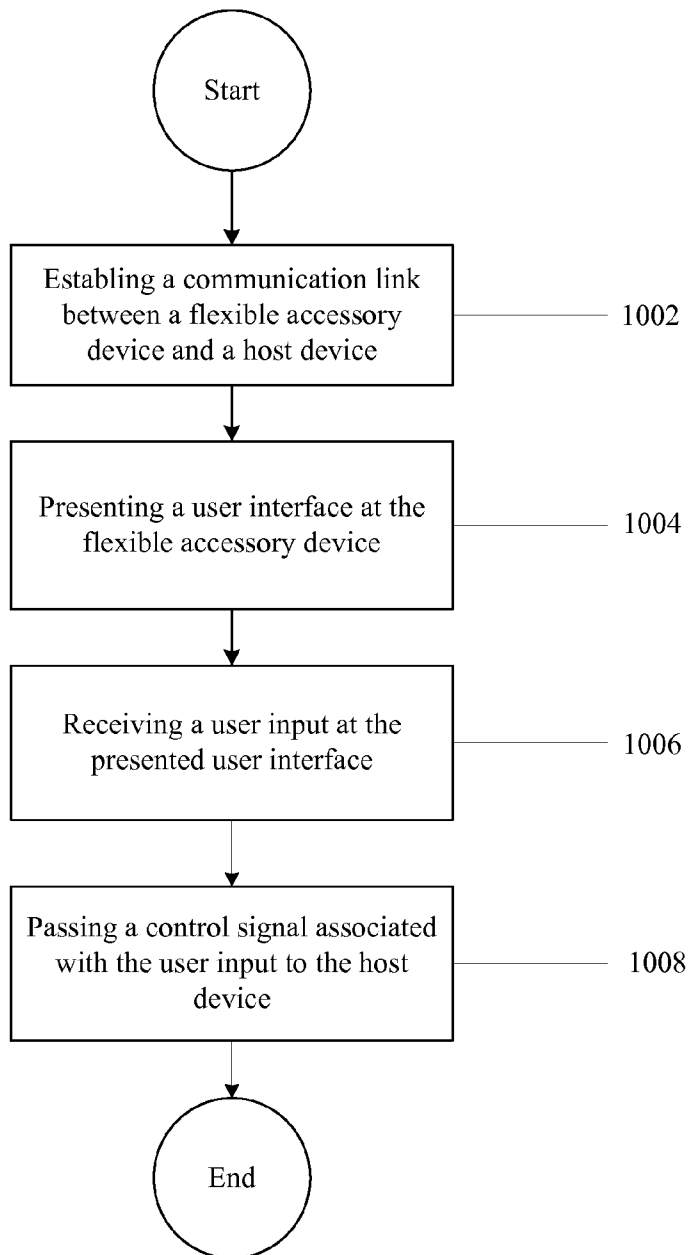 Start
Establing a communication link
between a flexible accessory
device and a host device
1002
Presenting a user interface at the
flexible accessory device
1004
Receiving a user input at the
presented user interface
1006
Passing a control signal associated
with the user input to the host
device
1008
End